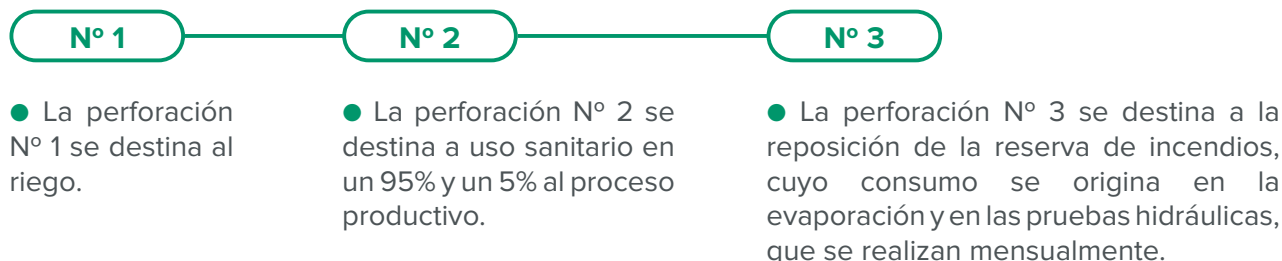 Nº 1
Nº 2
Nº 3
● La perforación
Nº 1 se destina al
riego.
● La perforación Nº 2 se
destina a uso sanitario en
un 95% y un 5% al proceso
productivo.
● La perforación Nº 3 se destina a la
reposición de la reserva de incendios,
cuyo consumo se origina en la
evaporación y en las pruebas hidráulicas,
que se realizan mensualmente.